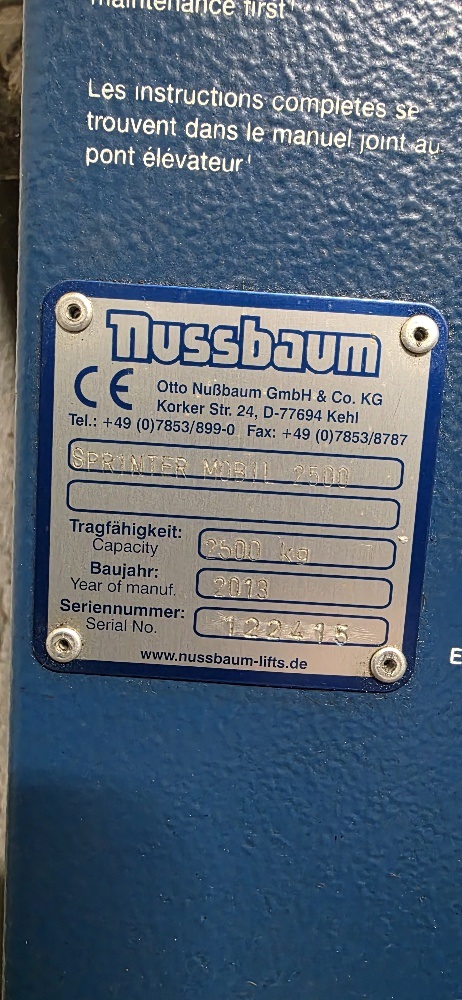 maintenance first!
Les instructions complètes se
trouvent dans le manuel joint au
pont élévateur!
nussbaum
CE
Otto Nußbaum GmbH & Co. KG
Korker Str. 24, D-77694 Kehl
Tel.: +49 (0)7853/899-0 Fax: +49 (0)7853/8787
SPRINTER MOBIL 2500
Tragfähigkeit:
Capacity
2500 kg
Baujahr:
Year of manuf.
2013
Seriennummer:
Serial No.
122415
www.nussbaum-lifts.de
E